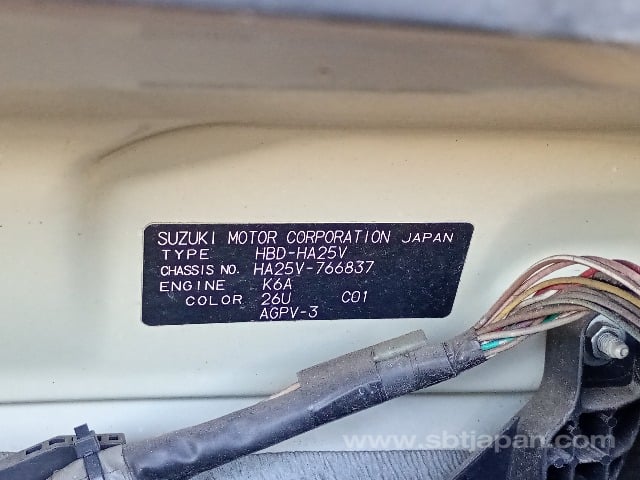 SUZUKI MOTOR CORPORATION JAPAN
TYPE HBD-HA25V
CHASSIS NO. HA25V-766837
ENGINE K6A
COLOR 26U C01
AGPV-3
www.sbtjapan.com